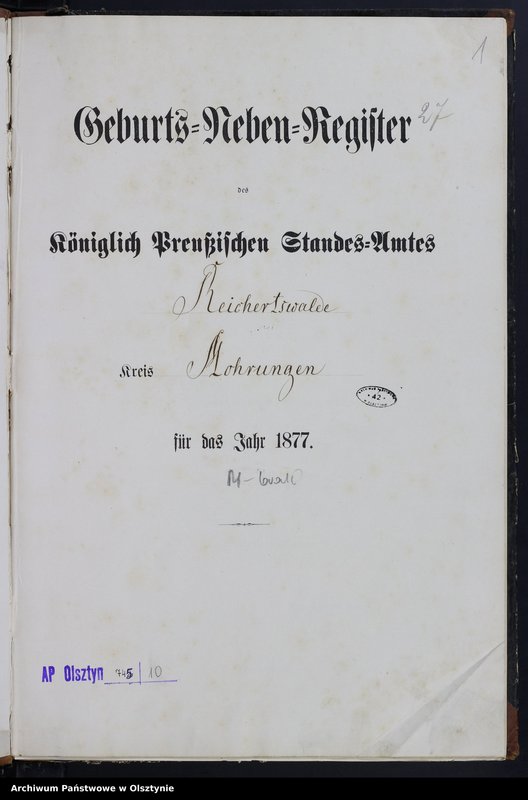 1
Geburts=Neben=Register
27
des
Königlich Preußischen Standes=Amtes
Reichertswalde
Kreis Mohrungen
42
für das Jahr 1877.
AP Olsztyn 745/10
Archiwum Państwowe w Olsztynie